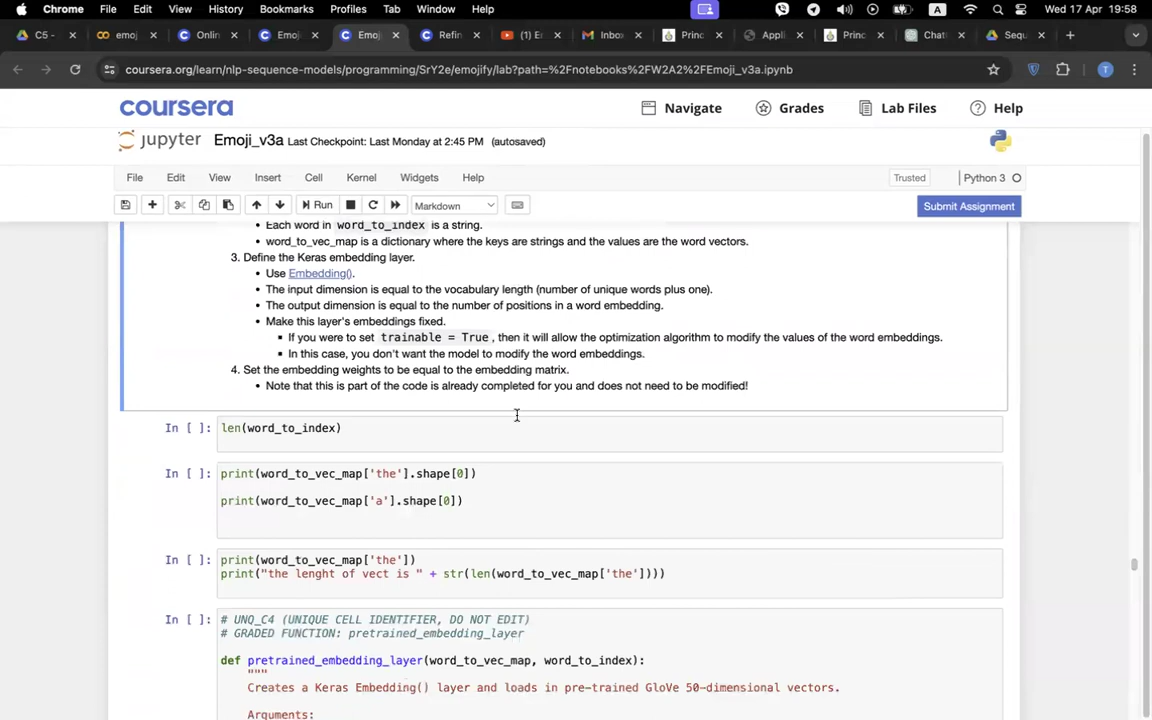 Chrome File Edit View History Bookmarks Profiles Tab Window Help A Wed 17 Apr 19:58
C5 - emoj Onlin Emoj Emoj Refin (1) E Inbox Princ Appli Princ Chat Sequ
coursera.org/learn/nlp-sequence-models/programming/SrY2e/emojify/lab?path=%2Fnotebooks%2FW2A2%2FEmoji_v3a.ipynb T
coursera Navigate Grades Lab Files Help
jupyter Emoji_v3a Last Checkpoint: Last Monday at 2:45 PM (autosaved)
File Edit View Insert Cell Kernel Widgets Help Trusted Python 3
Run Markdown Submit Assignment
• Each word in word_to_index is a string.
• word_to_vec_map is a dictionary where the keys are strings and the values are the word vectors.
3. Define the Keras embedding layer.
• Use Embedding().
• The input dimension is equal to the vocabulary length (number of unique words plus one).
• The output dimension is equal to the number of positions in a word embedding.
• Make this layer's embeddings fixed.
▪ If you were to set trainable = True, then it will allow the optimization algorithm to modify the values of the word embeddings.
▪ In this case, you don't want the model to modify the word embeddings.
4. Set the embedding weights to be equal to the embedding matrix.
• Note that this is part of the code is already completed for you and does not need to be modified!
In [ ]: len(word_to_index)
In [ ]: print(word_to_vec_map['the'].shape[0])
print(word_to_vec_map['a'].shape[0])
In [ ]: print(word_to_vec_map['the'])
print("the lenght of vect is " + str(len(word_to_vec_map['the'])))
In [ ]: # UNQ_C4 (UNIQUE CELL IDENTIFIER, DO NOT EDIT)
# GRADED FUNCTION: pretrained_embedding_layer
def pretrained_embedding_layer(word_to_vec_map, word_to_index):
"""
Creates a Keras Embedding() layer and loads in pre-trained GloVe 50-dimensional vectors.
Arguments: